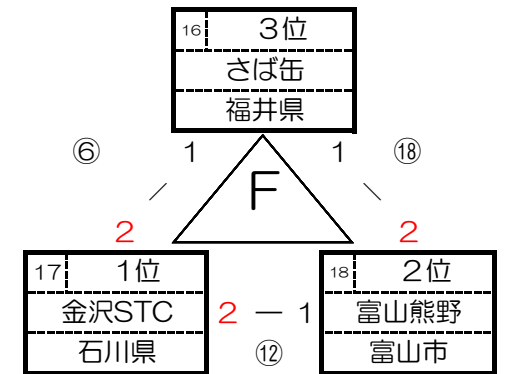 16 3位
さば缶
福井県
⑥ 1 1 ⑱
F
／ ＼
2 2
17 1位
金沢STC
石川県
2 － 1
⑫
18 2位
富山熊野
富山市